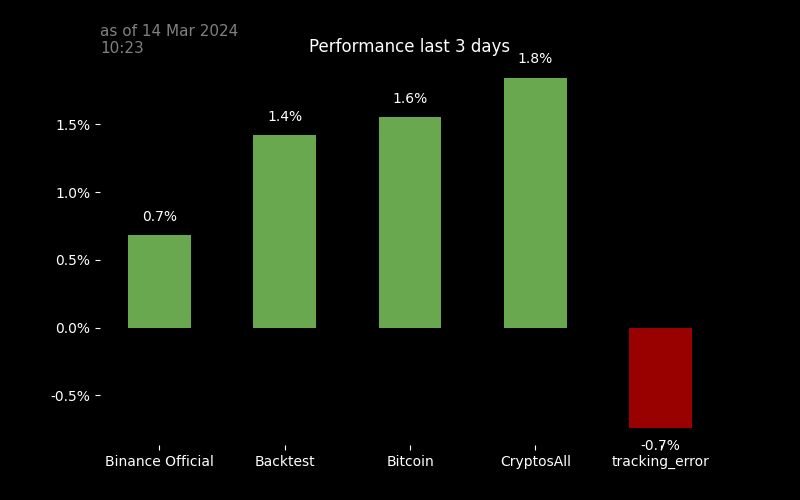 as of 14 Mar 2024
10:23
Performance last 3 days
1.8%
1.6%
1.4%
0.7%
1.5%
1.0%
0.5%
0.0%
-0.5%
-0.7%
Binance Official
Backtest
Bitcoin
CryptosAll
tracking_error